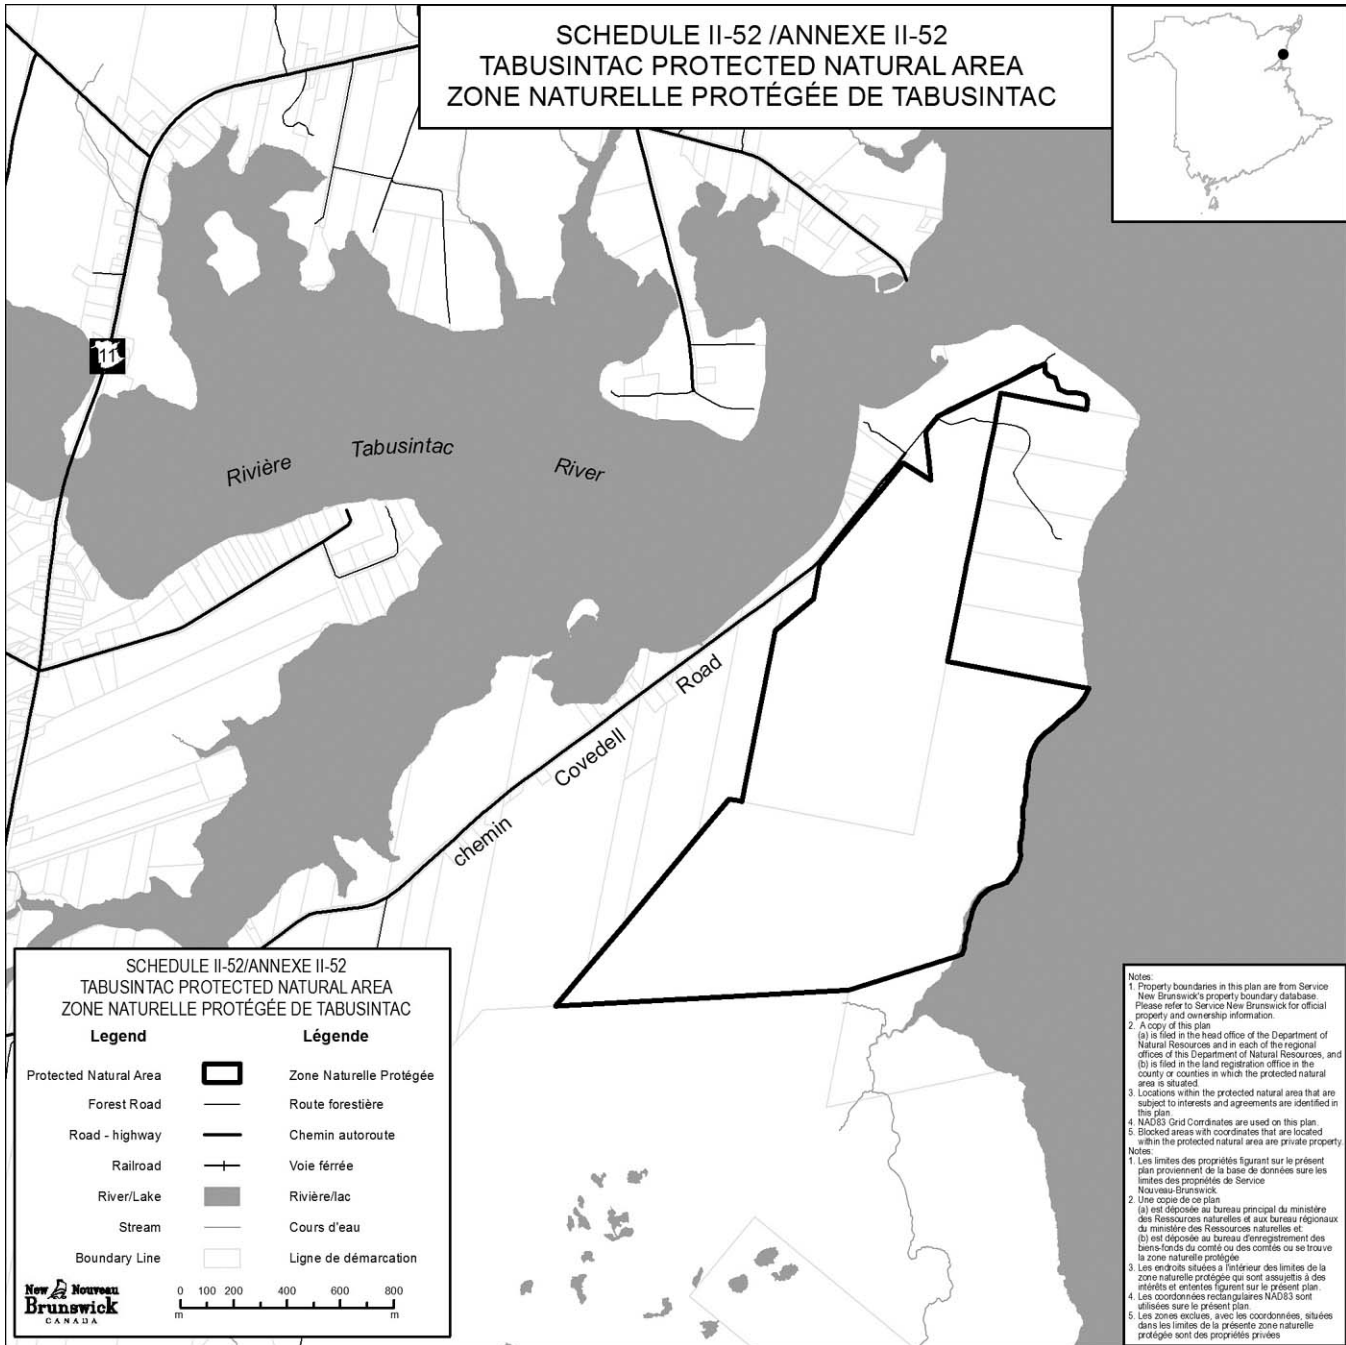 SCHEDULE II-52 /ANNEXE II-52
TABUSINTAC PROTECTED NATURAL AREA
ZONE NATURELLE PROTÉGÉE DE TABUSINTAC
11
Rivière Tabusintac River
chemin Covedell Road
SCHEDULE II-52/ANNEXE II-52
TABUSINTAC PROTECTED NATURAL AREA
ZONE NATURELLE PROTÉGÉE DE TABUSINTAC
Legend Légende
Protected Natural Area Zone Naturelle Protégée
Forest Road Route forestière
Road - highway Chemin autoroute
Railroad Voie férrée
River/Lake Rivière/lac
Stream Cours d'eau
Boundary Line Ligne de démarcation
New Nouveau
Brunswick
CANADA
0 100 200 400 600 800
m m
Notes:
1. Property boundaries in this plan are from Service
New Brunswick's property boundary database.
Please refer to Service New Brunswick for official
property and ownership information.
2. A copy of this plan
(a) is filed in the head office of the Department of
Natural Resources and in each of the regional
offices of this Department of Natural Resources, and
(b) is filed in the land registration office in the
county or counties in which the protected natural
area is situated.
3. Locations within the protected natural area that are
subject to interests and agreements are identified in
this plan.
4. NAD83 Grid Corrdinates are used on this plan.
5. Blocked areas with coordinates that are located
within the protected natural area are private property.
Notes:
1. Les limites des propriétés figurant sur le présent
plan proviennent de la base de données sure les
limites des propriétés de Service
Nouveau-Brunswick.
2. Une copie de ce plan
(a) est déposée au bureau principal du ministère
des Ressources naturelles et aux bureau régionaux
du ministère des Ressources naturelles et:
(b) est déposée au bureau d'enregistrement des
biens-fonds du comté ou des comtés ou se trouve
la zone naturelle protégée
3. Les endroits situées a l'intérieur des limites de la
zone naturelle protégée qui sont assujettis à des
intérêts et ententes figurent sur le présent plan.
4. Les coordonnées rectangulaires NAD83 sont
utilisées sure le présent plan.
5. Les zones exclues, avec les coordonnées, situées
dans les limites de la présente zone naturelle
protégée sont des propriétés privées